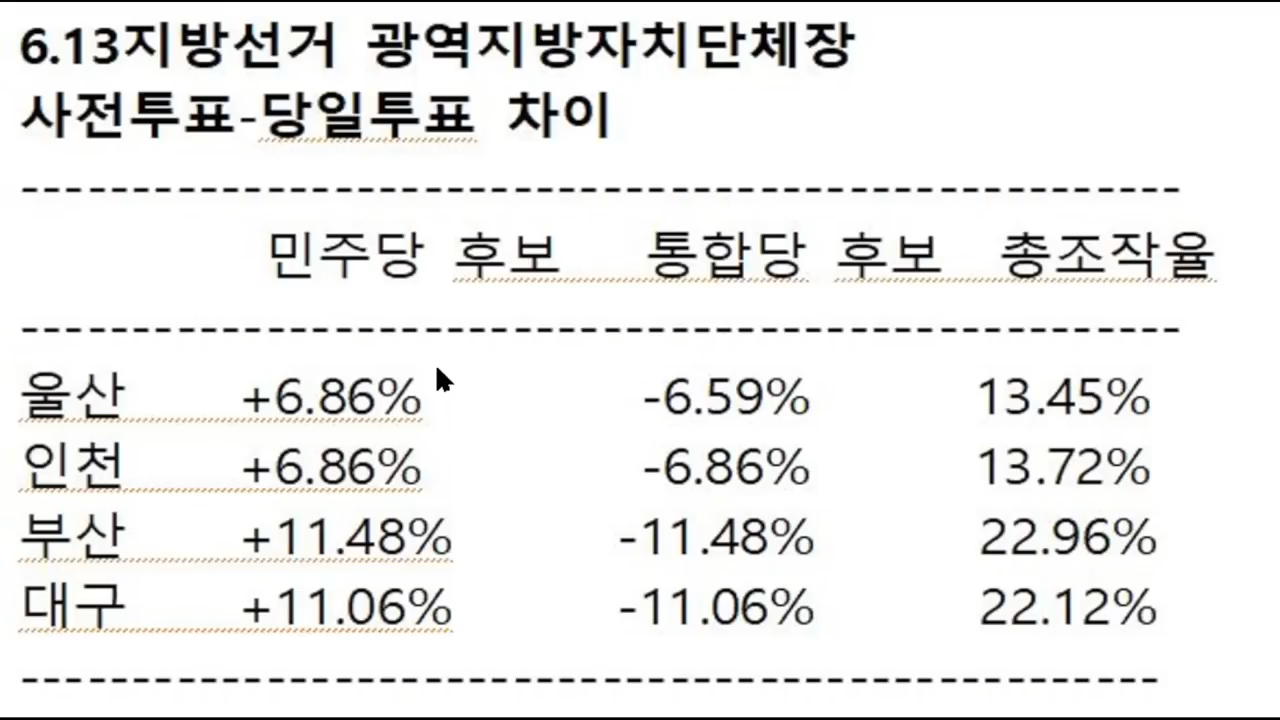 6.13지방선거 광역지방자치단체장
사전투표-당일투표 차이
--------------------------------------------------
민주당 후보 통합당 후보 총조작율
--------------------------------------------------
울산 +6.86% -6.59% 13.45%
인천 +6.86% -6.86% 13.72%
부산 +11.48% -11.48% 22.96%
대구 +11.06% -11.06% 22.12%
-------------------------------------------------